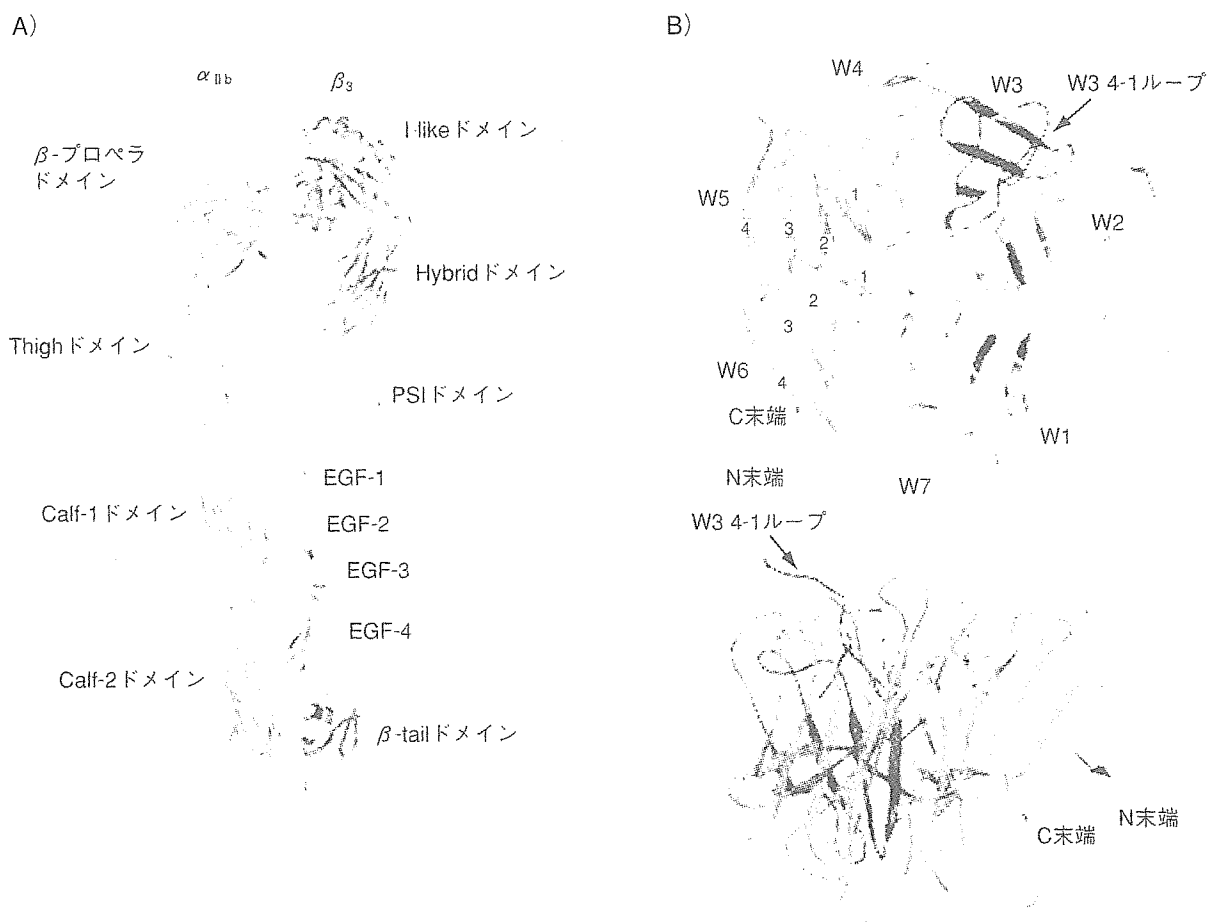 A)
αIIb
β3
I-likeドメイン
β-プロペラ
ドメイン
Hybridドメイン
Thighドメイン
PSIドメイン
EGF-1
Calf-1ドメイン
EGF-2
EGF-3
EGF-4
Calf-2ドメイン
β-tailドメイン
B)
W4
W3
W3 4-1ループ
W5
W2
4
3
2
1
1
2
3
4
W6
C末端
W1
N末端
W7
W3 4-1ループ
N末端
C末端